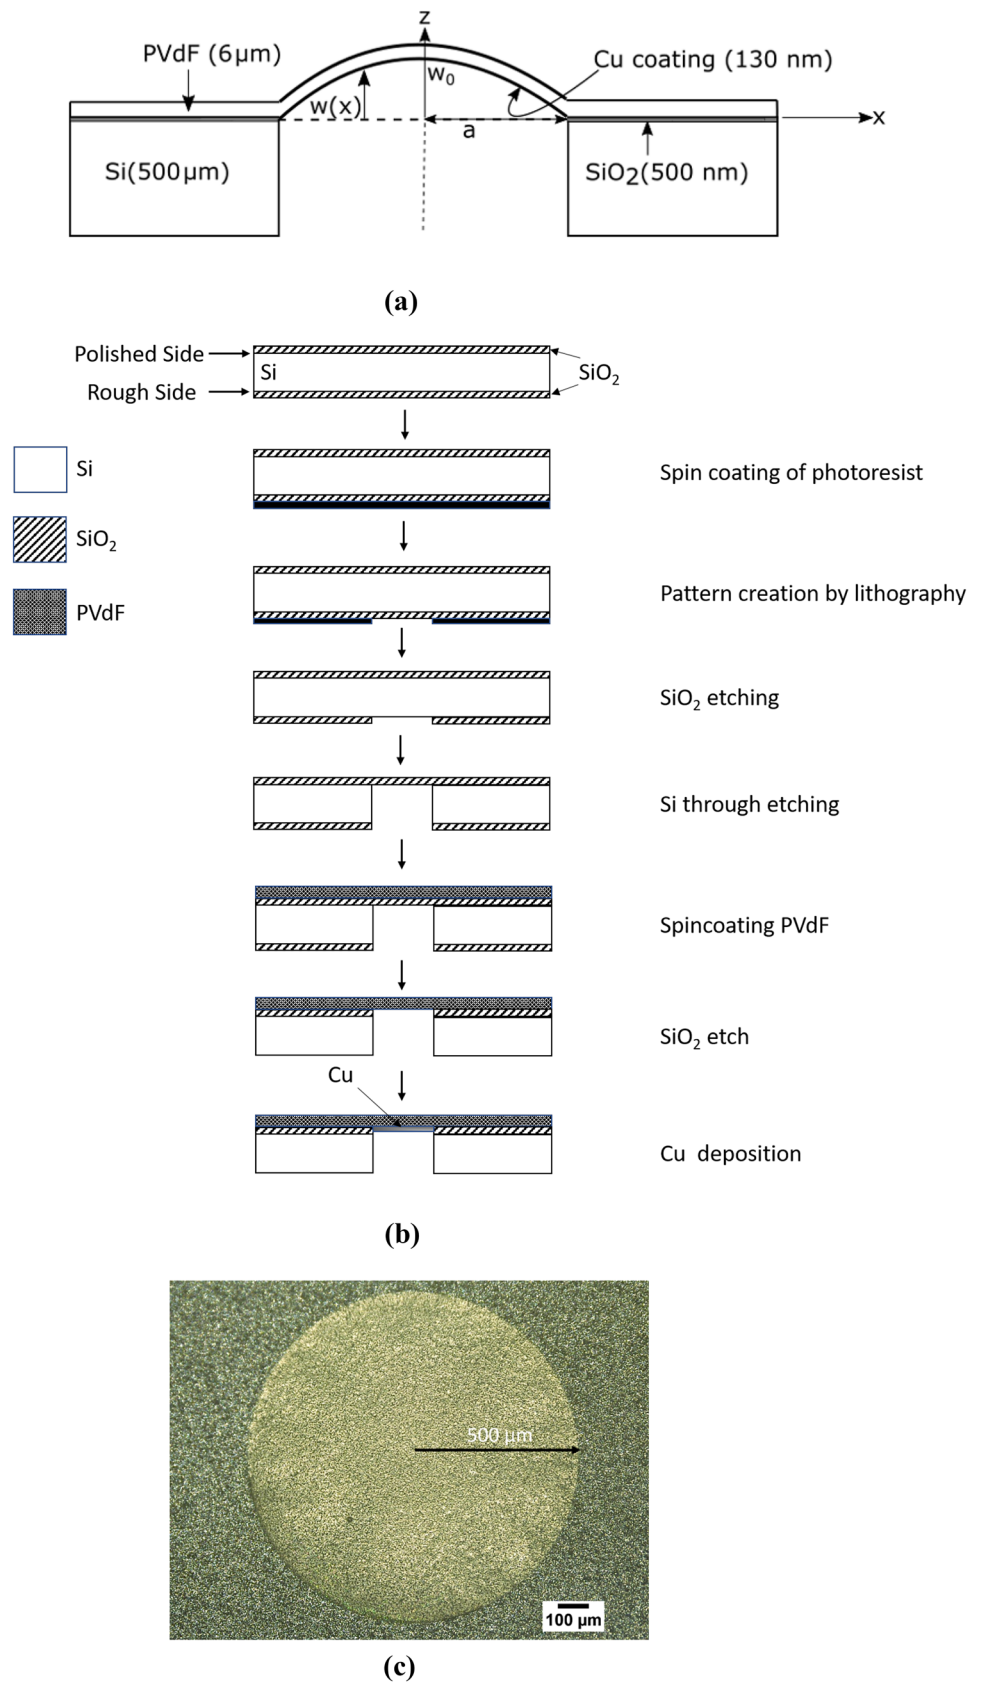 z
PVdF (6μm)
Cu coating (130 nm)
w₀
w(x)
a
x
Si(500μm)
SiO₂(500 nm)
(a)
Polished Side
Si
SiO₂
Rough Side
Si
Spin coating of photoresist
SiO₂
Pattern creation by lithography
PVdF
SiO₂ etching
Si through etching
Spincoating PVdF
SiO₂ etch
Cu
Cu deposition
(b)
500 μm
100 μm
(c)